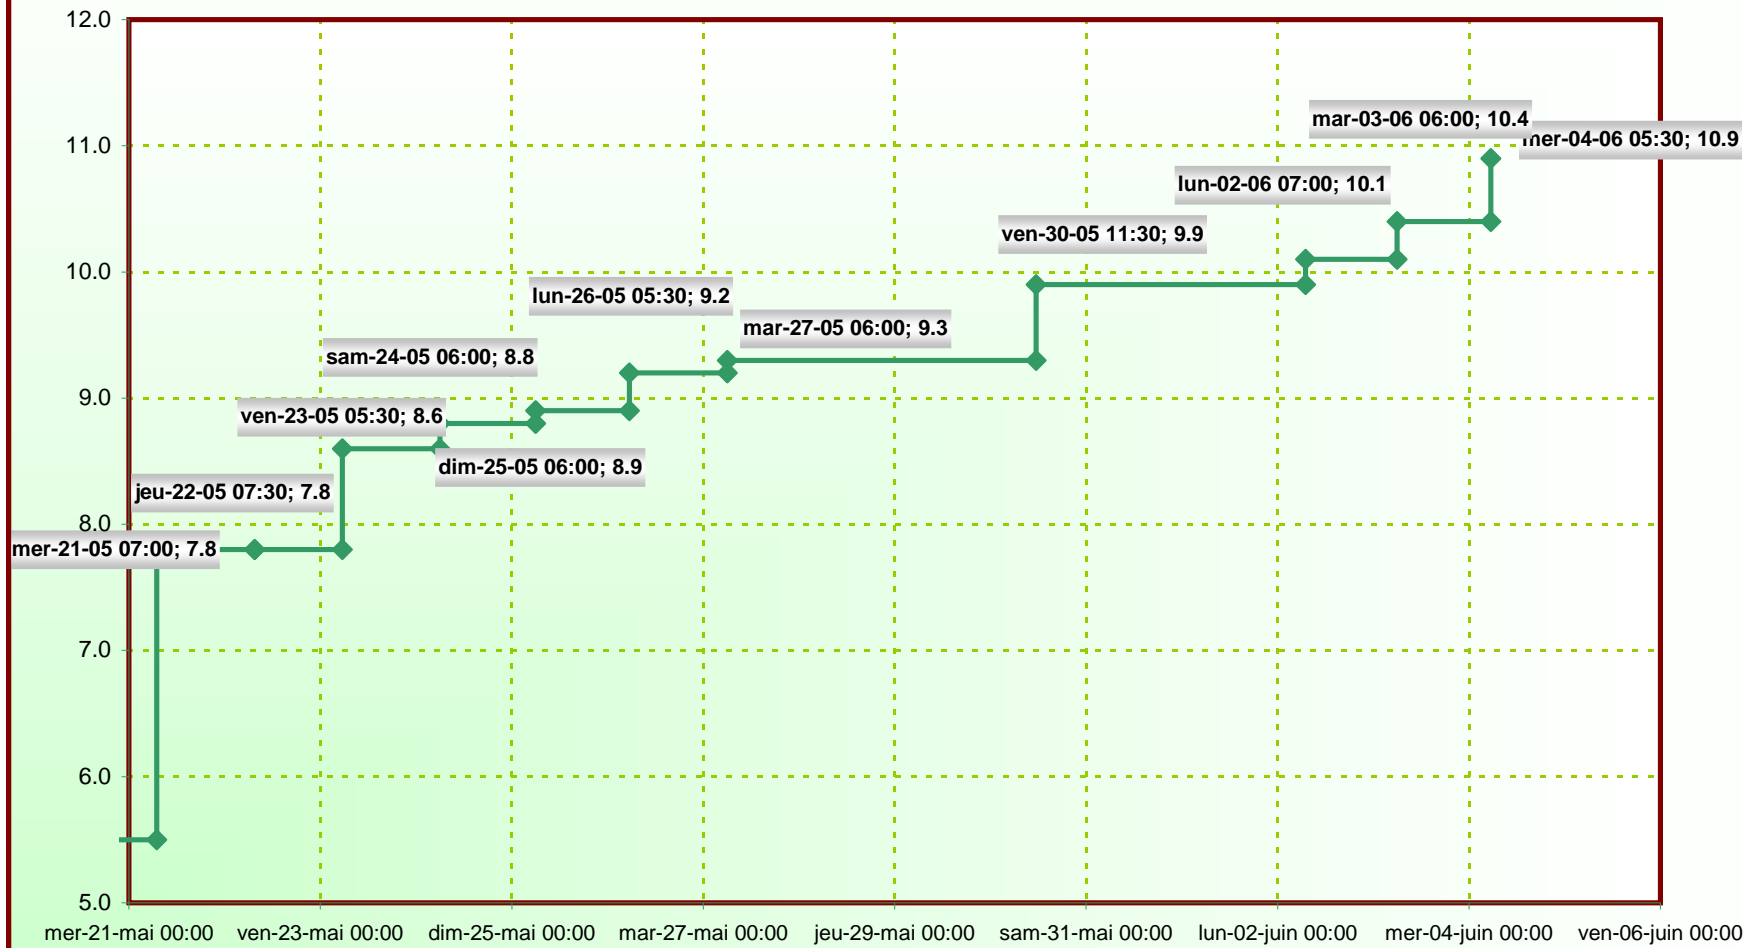 12.0
mar-03-06 06:00; 10.4
mer-04-06 05:30; 10.9
11.0
lun-02-06 07:00; 10.1
ven-30-05 11:30; 9.9
10.0
lun-26-05 05:30; 9.2
mar-27-05 06:00; 9.3
sam-24-05 06:00; 8.8
9.0
ven-23-05 05:30; 8.6
dim-25-05 06:00; 8.9
jeu-22-05 07:30; 7.8
8.0
mer-21-05 07:00; 7.8
7.0
6.0
5.0
mer-21-mai 00:00 ven-23-mai 00:00 dim-25-mai 00:00 mar-27-mai 00:00 jeu-29-mai 00:00 sam-31-mai 00:00 lun-02-juin 00:00 mer-04-juin 00:00 ven-06-juin 00:00